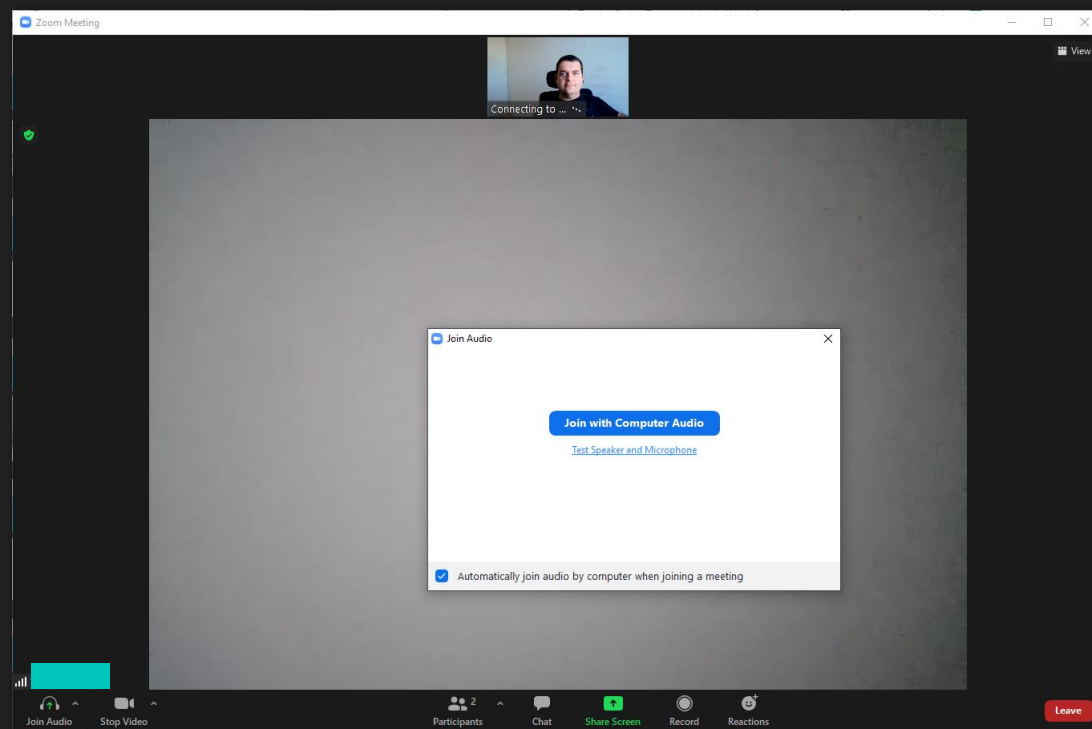 Zoom Meeting
View
Connecting to ...
Join Audio
Join with Computer Audio
Test Speaker and Microphone
Automatically join audio by computer when joining a meeting
Join Audio
Stop Video
Participants
2
Chat
Share Screen
Record
Reactions
Leave